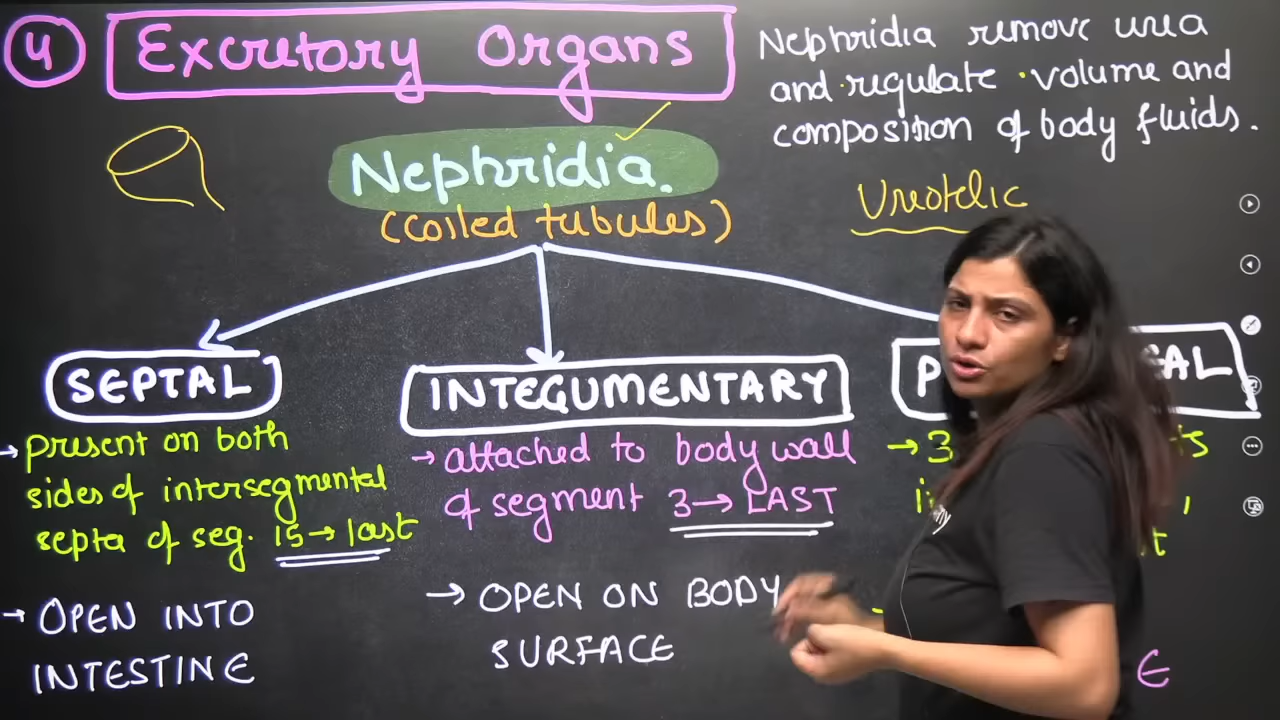 4 Excretory Organs
Nephridia remove urea
and regulate volume and
composition of body fluids.
Nephridia.
(coiled tubules)
Ureotelic
SEPTAL
→ present on both
sides of intersegmental
septa of seg. 15→last
→ OPEN INTO
INTESTINE
INTEGUMENTARY
→ attached to body wall
of segment 3→LAST
→ OPEN ON BODY
SURFACE
→ 3